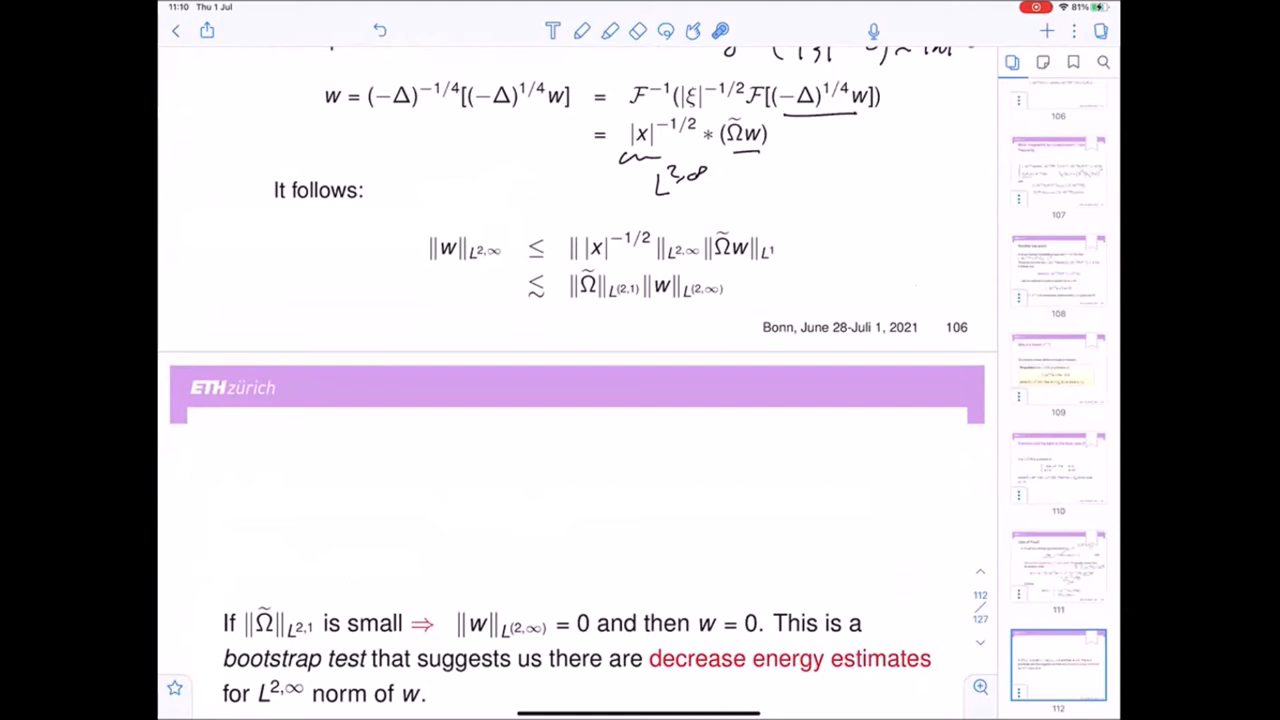 11:10 Thu 1 Jul
81%
w = (−Δ)^{−1/4}[(−Δ)^{1/4}w] = ℱ^{−1}(|ξ|^{−1/2}ℱ[(−Δ)^{1/4}w])
= |x|^{−1/2} ∗ (Ω̃w)
L^{2,∞}
It follows:
‖w‖_{L^{2,∞}} ≤ ‖ |x|^{−1/2} ‖_{L^{2,∞}} ‖Ω̃w‖_{L^1}
≲ ‖Ω̃‖_{L^{(2,1)}} ‖w‖_{L^{(2,∞)}}
Bonn, June 28-Juli 1, 2021 106
ETH zürich
If ‖Ω̃‖_{L^{2,1}} is small ⇒ ‖w‖_{L^{(2,∞)}} = 0 and then w = 0. This is a
bootstrap test that suggests us there are decrease energy estimates
for L^{2,∞} norm of w.
112
/
127
106
107
108
109
110
111
112